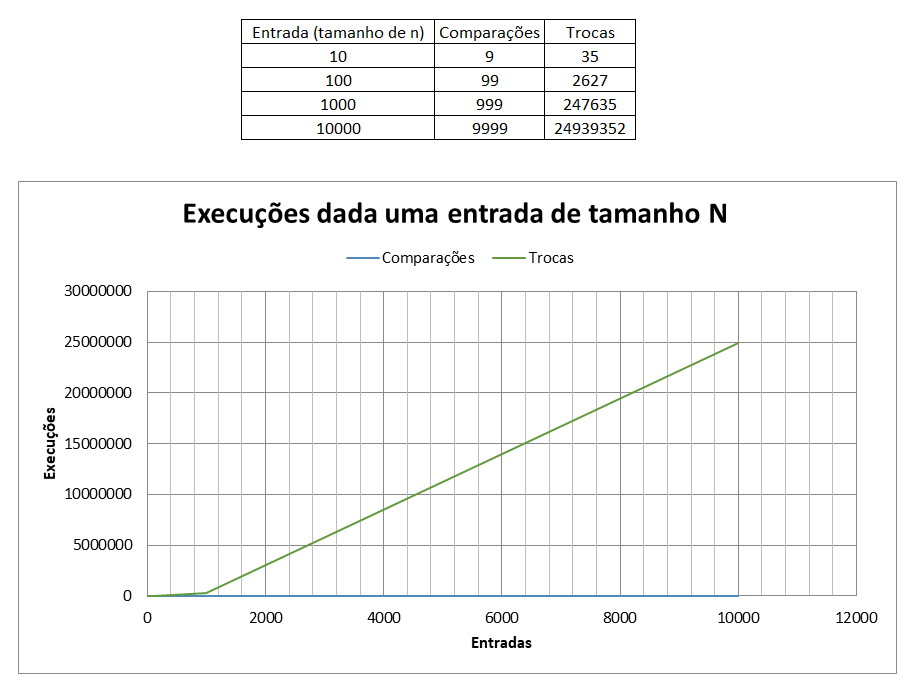 Entrada (tamanho de n) Comparações Trocas
10 9 35
100 99 2627
1000 999 247635
10000 9999 24939352
Execuções dada uma entrada de tamanho N
Comparações Trocas
30000000
25000000
20000000
15000000
10000000
5000000
0
Execuções
0 2000 4000 6000 8000 10000 12000
Entradas